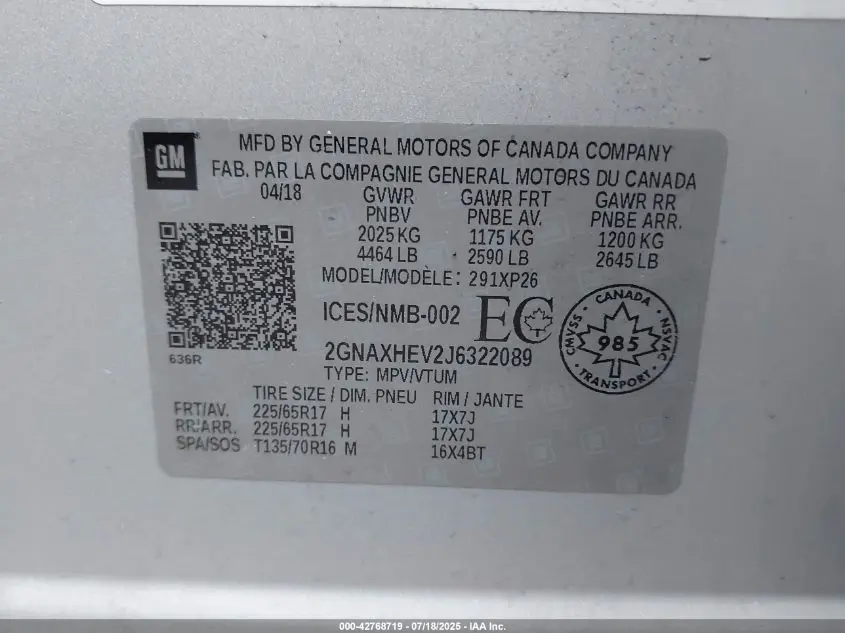 GM
MFD BY GENERAL MOTORS OF CANADA COMPANY
FAB. PAR LA COMPAGNIE GENERAL MOTORS DU CANADA
04/18 GVWR GAWR FRT GAWR RR
PNBV PNBE AV. PNBE ARR.
2025 KG 1175 KG 1200 KG
4464 LB 2590 LB 2645 LB
MODEL/MODÈLE: 291XP26
ICES/NMB-002 EC
CANADA
CMVSS 985 NSVAC
TRANSPORT
636R
2GNAXHEV2J6322089
TYPE: MPV/VTUM
TIRE SIZE / DIM. PNEU RIM / JANTE
FRT/AV. 225/65R17 H 17X7J
RR/ARR. 225/65R17 H 17X7J
SPA/SOS T135/70R16 M 16X4BT
000-42768719 - 07/18/2025 - IAA Inc.